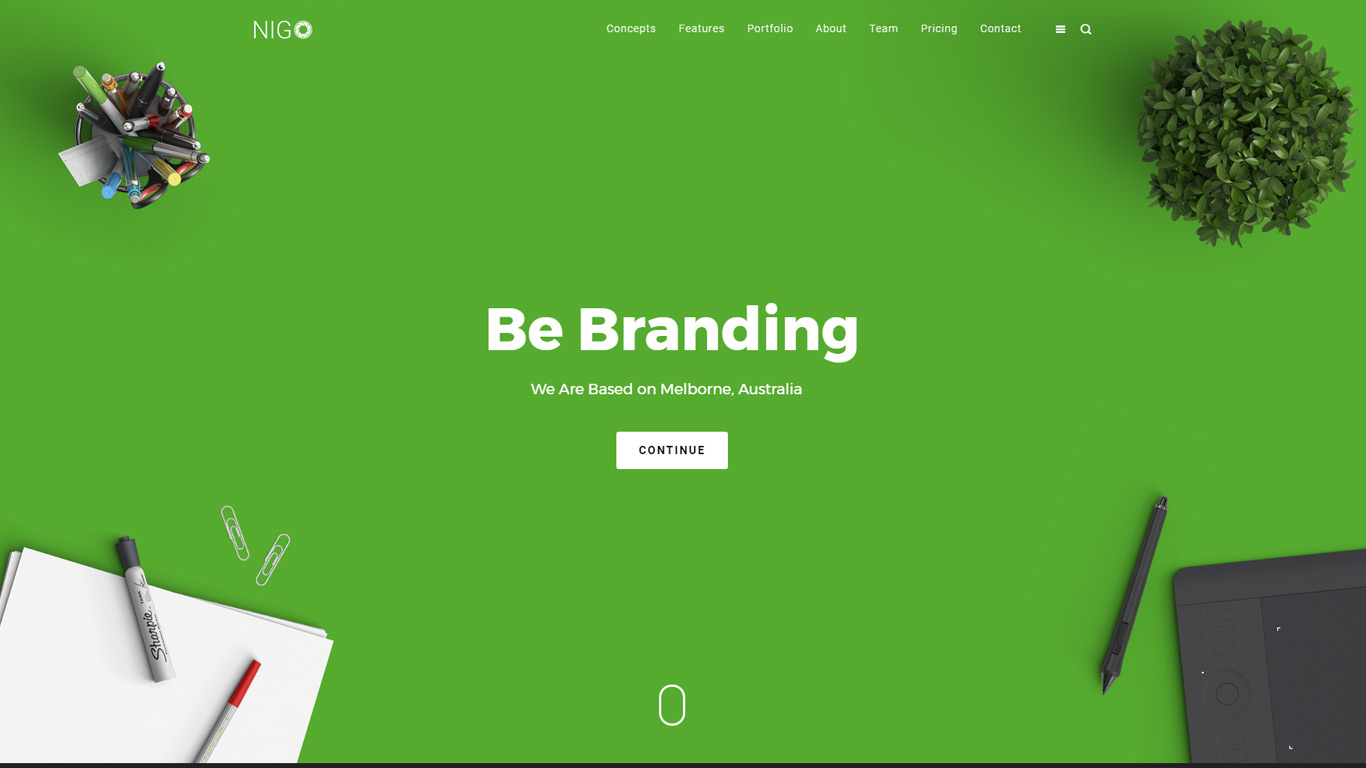 NIGO
Concepts Features Portfolio About Team Pricing Contact
Be Branding
We Are Based on Melborne, Australia
CONTINUE
Sharpie